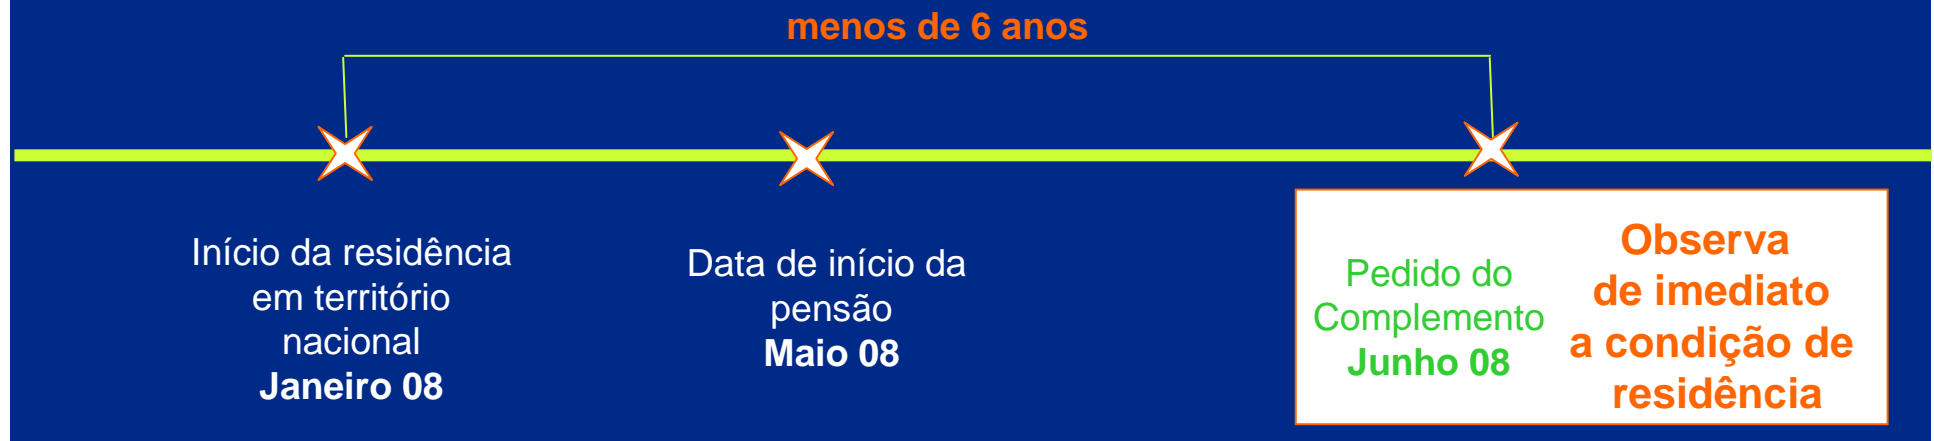 menos de 6 anos
Início da residência
em território
nacional
Janeiro 08
Data de início da
pensão
Maio 08
Pedido do
Complemento
Junho 08
Observa
de imediato
a condição de
residência